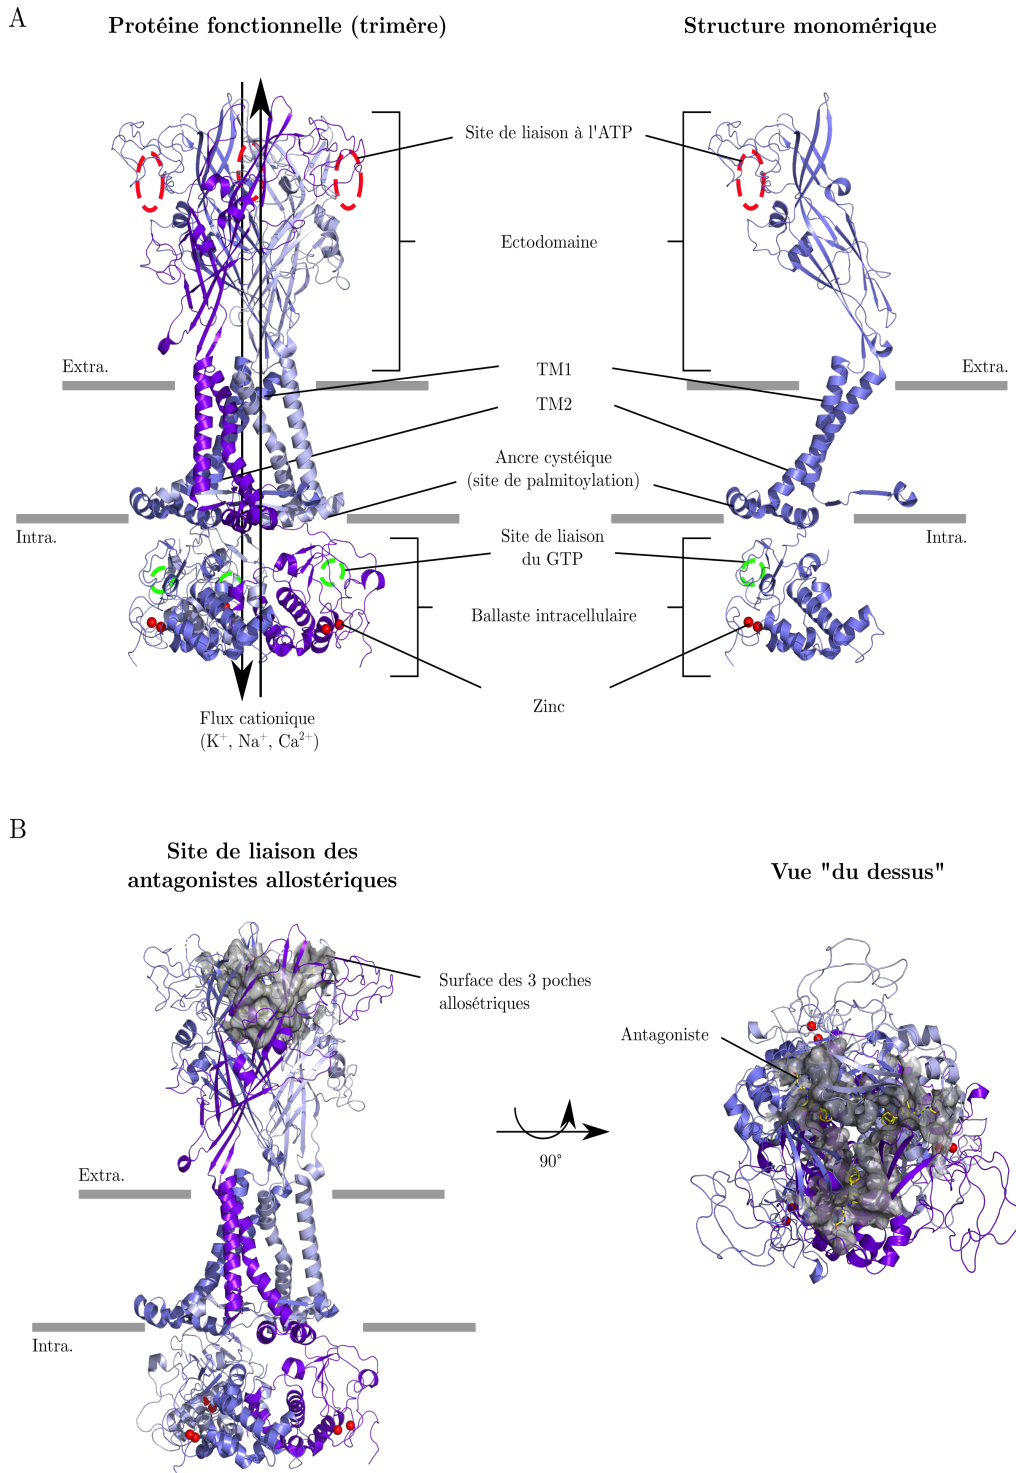 A
Protéine fonctionnelle (trimère)
Structure monomérique
Site de liaison à l'ATP
Ectodomaine
Extra.
TM1
Extra.
TM2
Ancre cystéique
(site de palmitoylation)
Intra.
Site de liaison
du GTP
Intra.
Ballaste intracellulaire
Zinc
Flux cationique
(K⁺, Na⁺, Ca²⁺)
B
Site de liaison des
antagonistes allostériques
Vue "du dessus"
Surface des 3 poches
allosétriques
Antagoniste
90°
Extra.
Intra.